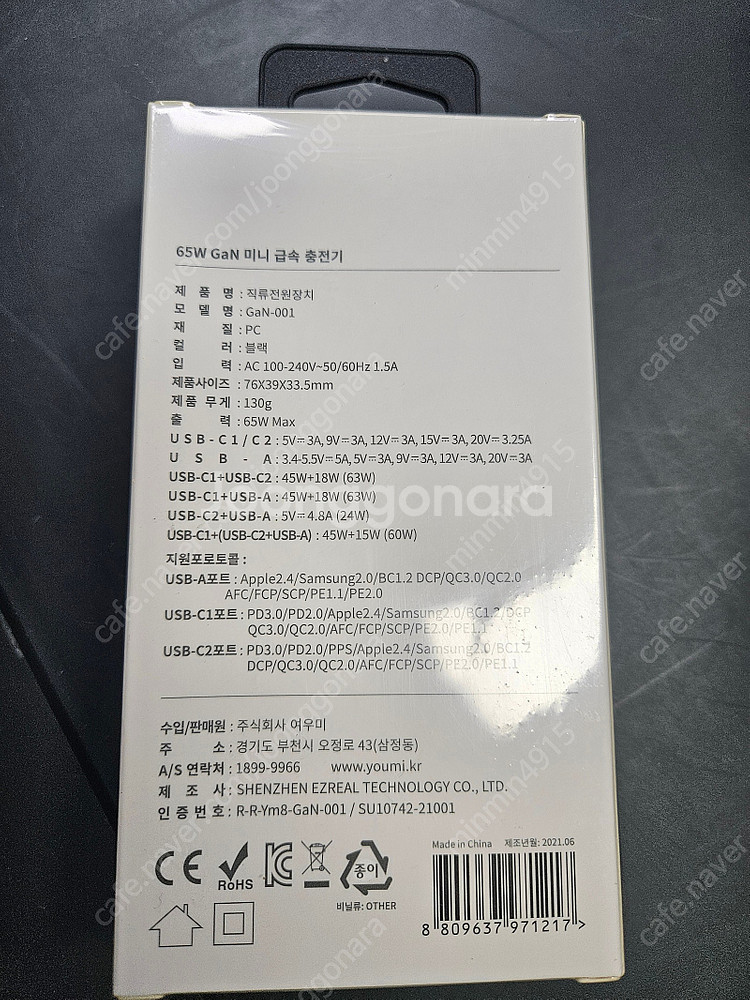 65W GaN 미니 급속 충전기
제 품 명 : 직류전원장치
모 델 명 : GaN-001
재 질 : PC
컬 러 : 블랙
입 력 : AC 100-240V~50/60Hz 1.5A
제품사이즈 : 76X39X33.5mm
제품 무게 : 130g
출 력 : 65W Max
USB-C1/C2 : 5V⎓3A, 9V⎓3A, 12V⎓3A, 15V⎓3A, 20V⎓3.25A
USB-A : 3.4-5.5V⎓5A, 5V⎓3A, 9V⎓3A, 12V⎓3A, 20V⎓3A
USB-C1+USB-C2 : 45W+18W (63W)
USB-C1+USB-A : 45W+18W (63W)
USB-C2+USB-A : 5V⎓4.8A (24W)
USB-C1+(USB-C2+USB-A) : 45W+15W (60W)
지원포로토콜 :
USB-A포트 : Apple2.4/Samsung2.0/BC1.2 DCP/QC3.0/QC2.0
AFC/FCP/SCP/PE1.1/PE2.0
USB-C1포트 : PD3.0/PD2.0/Apple2.4/Samsung2.0/BC1.2/DCP
QC3.0/QC2.0/AFC/FCP/SCP/PE2.0/PE1.1
USB-C2포트 : PD3.0/PD2.0/PPS/Apple2.4/Samsung2.0/BC1.2
DCP/QC3.0/QC2.0/AFC/FCP/SCP/PE2.0/PE1.1
수입/판매원 : 주식회사 여우미
주 소 : 경기도 부천시 오정로 43(삼정동)
A/S 연락처 : 1899-9966 www.youmi.kr
제 조 사 : SHENZHEN EZREAL TECHNOLOGY CO., LTD.
인 증 번 호 : R-R-Ym8-GaN-001 / SU10742-21001
Made in China 제조년월: 2021.06
CE RoHS KC 종이
비닐류: OTHER
8 809637 971217 >
Joonggonara
cafe.naver.com/joonggonara
minmin4915